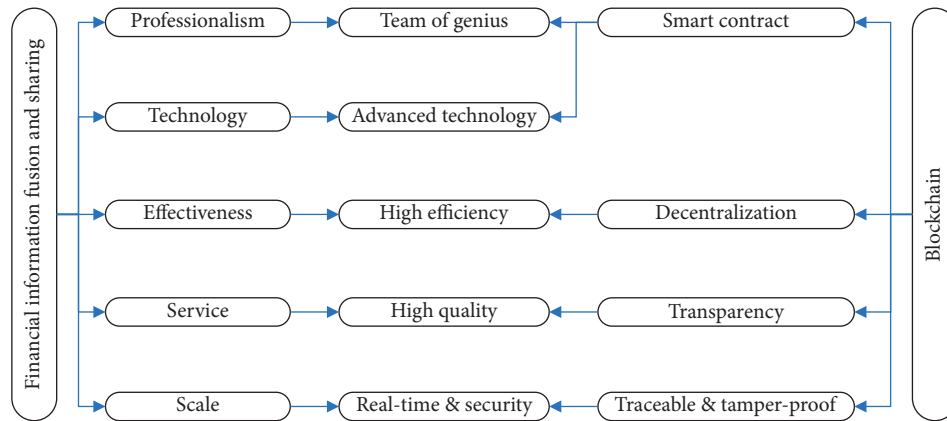 Financial information fusion and sharing
Professionalism
Team of genius
Smart contract
Technology
Advanced technology
Effectiveness
High efficiency
Decentralization
Service
High quality
Transparency
Scale
Real-time & security
Traceable & tamper-proof
Blockchain